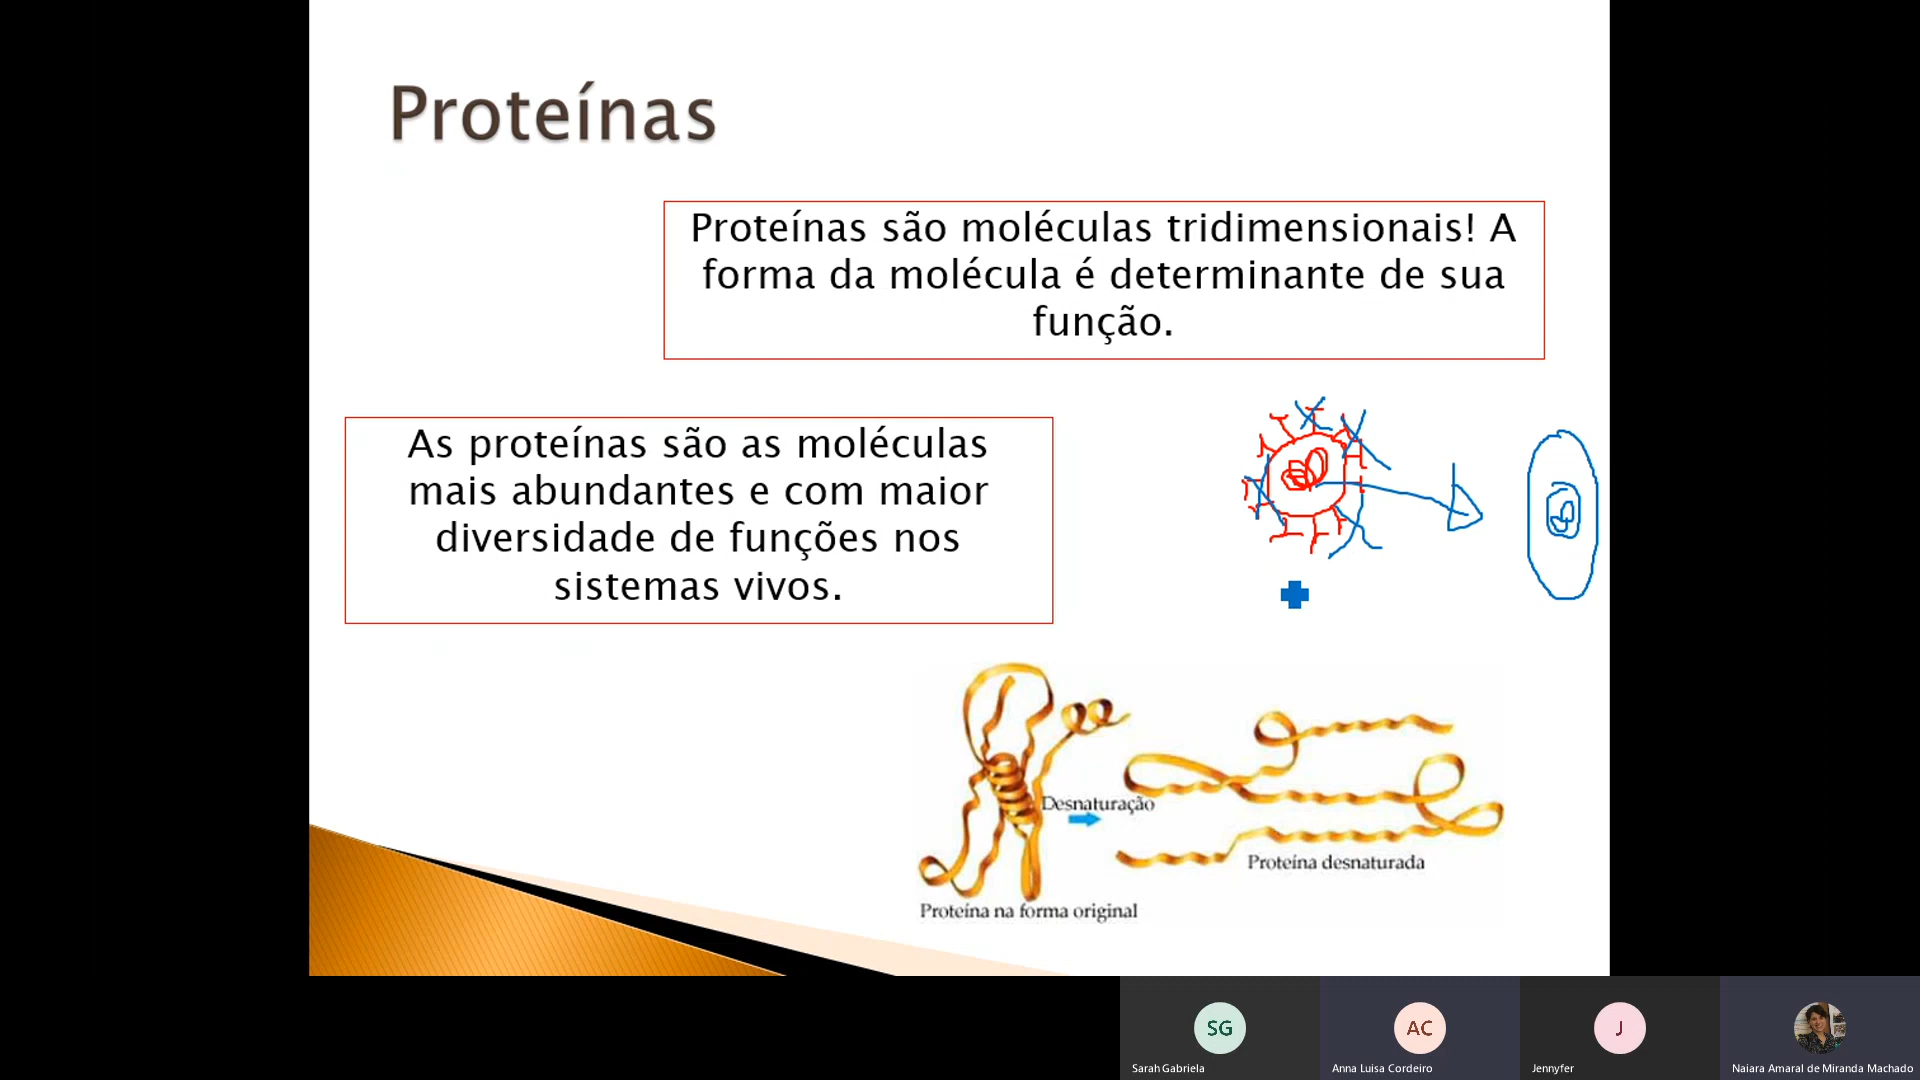 Proteínas
Proteínas são moléculas tridimensionais! A
forma da molécula é determinante de sua
função.
As proteínas são as moléculas
mais abundantes e com maior
diversidade de funções nos
sistemas vivos.
Desnaturação
Proteína desnaturada
Proteína na forma original
SG
AC
J
Sarah Gabriela
Anna Luisa Cordeiro
Jennyfer
Naiara Amaral de Miranda Machado